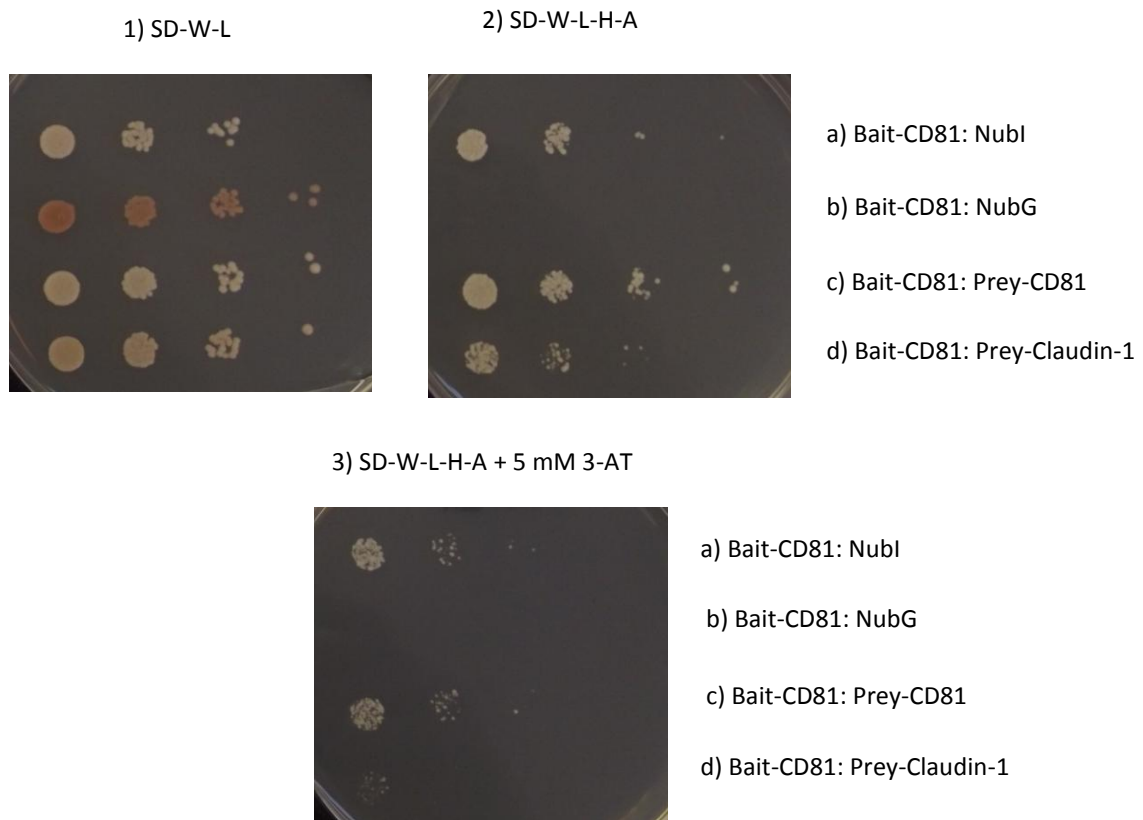 1) SD-W-L
2) SD-W-L-H-A
a) Bait-CD81: NubI
b) Bait-CD81: NubG
c) Bait-CD81: Prey-CD81
d) Bait-CD81: Prey-Claudin-1
3) SD-W-L-H-A + 5 mM 3-AT
a) Bait-CD81: NubI
b) Bait-CD81: NubG
c) Bait-CD81: Prey-CD81
d) Bait-CD81: Prey-Claudin-1